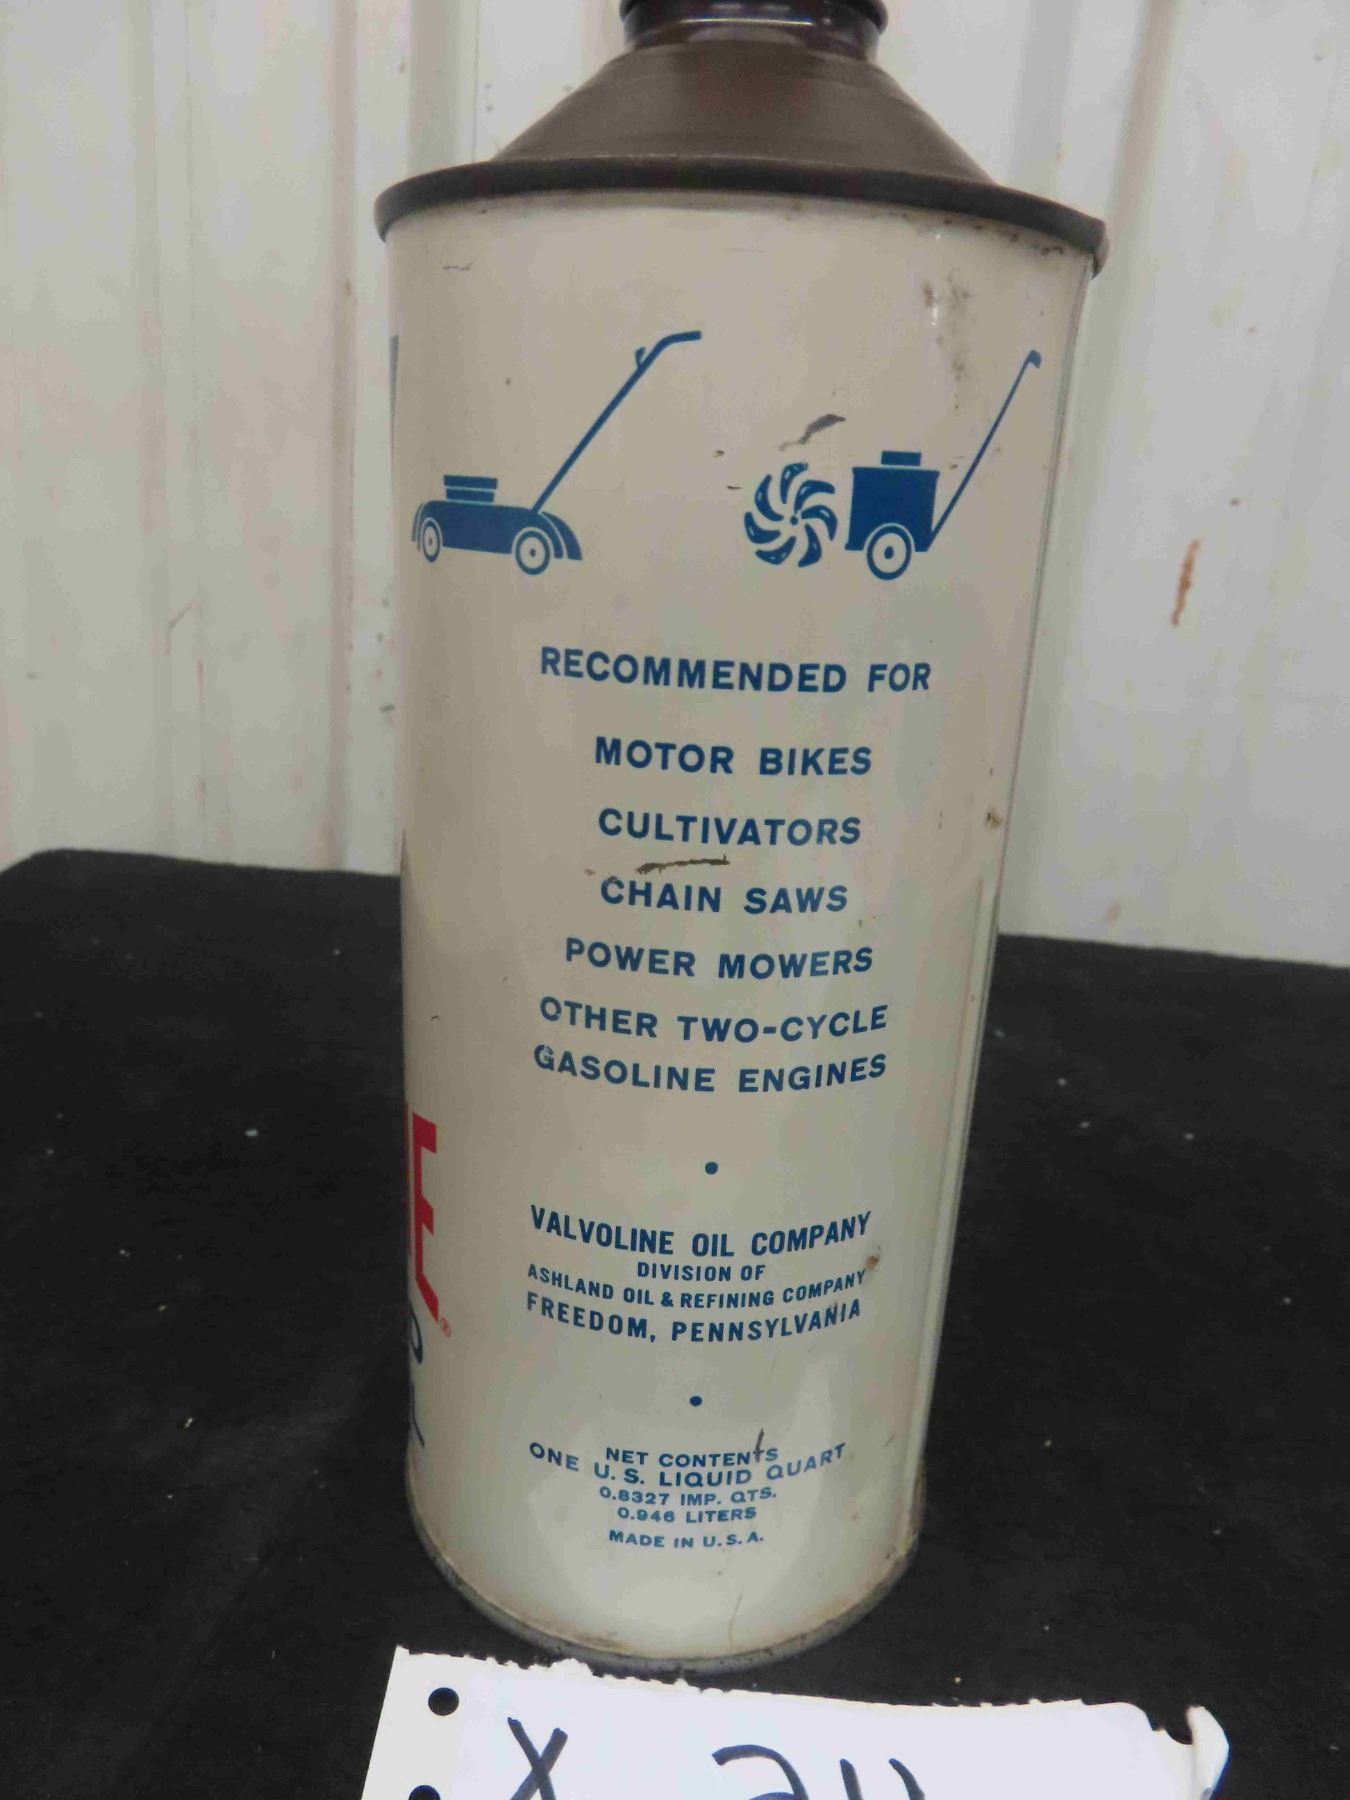 RECOMMENDED FOR
MOTOR BIKES
CULTIVATORS
CHAIN SAWS
POWER MOWERS
OTHER TWO-CYCLE
GASOLINE ENGINES
VALVOLINE OIL COMPANY
DIVISION OF
ASHLAND OIL & REFINING COMPANY
FREEDOM, PENNSYLVANIA
NET CONTENTS
ONE U.S. LIQUID QUART
0.8327 IMP. QTS.
0.946 LITERS
MADE IN U.S.A.
E®
X